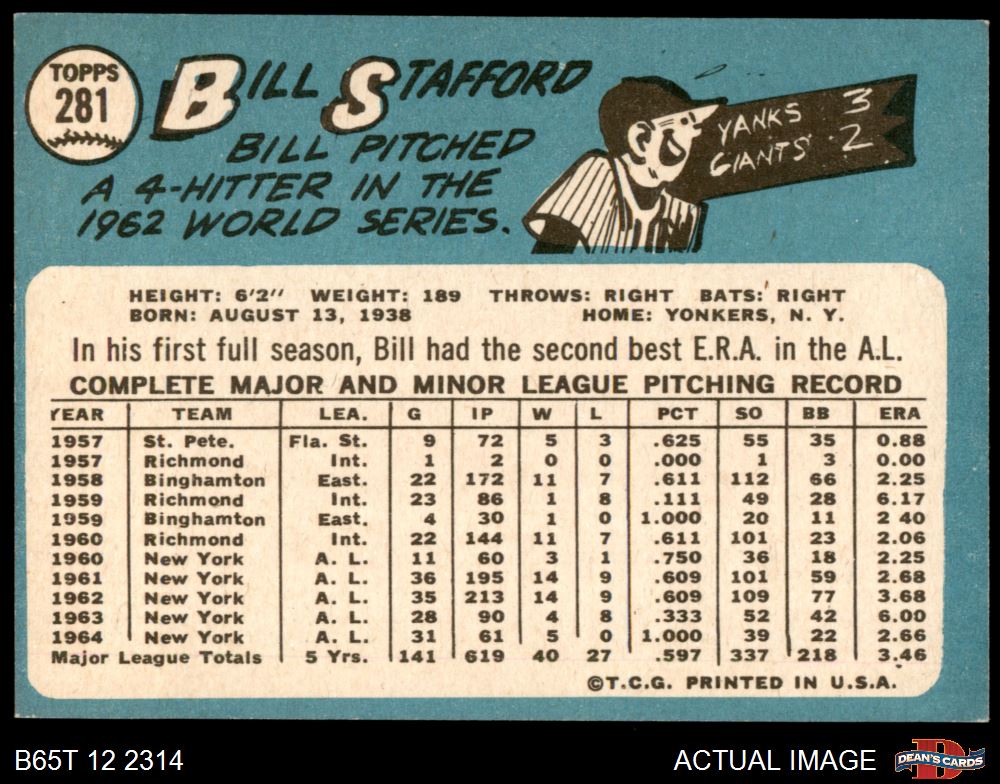 TOPPS
281
BILL STAFFORD
BILL PITCHED
A 4-HITTER IN THE
1962 WORLD SERIES.
YANKS 3
GIANTS 2
HEIGHT: 6'2" WEIGHT: 189 THROWS: RIGHT BATS: RIGHT
BORN: AUGUST 13, 1938 HOME: YONKERS, N. Y.
In his first full season, Bill had the second best E.R.A. in the A.L.
COMPLETE MAJOR AND MINOR LEAGUE PITCHING RECORD
YEAR TEAM LEA. G IP W L PCT SO BB ERA
1957 St. Pete. Fla. St. 9 72 5 3 .625 55 35 0.88
1957 Richmond Int. 1 2 0 0 .000 1 3 0.00
1958 Binghamton East. 22 172 11 7 .611 112 66 2.25
1959 Richmond Int. 23 86 1 8 .111 49 28 6.17
1959 Binghamton East. 4 30 1 0 1.000 20 11 2 40
1960 Richmond Int. 22 144 11 7 .611 101 23 2.06
1960 New York A. L. 11 60 3 1 .750 36 18 2.25
1961 New York A. L. 36 195 14 9 .609 101 59 2.68
1962 New York A. L. 35 213 14 9 .609 109 77 3.68
1963 New York A. L. 28 90 4 8 .333 52 42 6.00
1964 New York A. L. 31 61 5 0 1.000 39 22 2.66
Major League Totals 5 Yrs. 141 619 40 27 .597 337 218 3.46
©T.C.G. PRINTED IN U.S.A.
B65T 12 2314 ACTUAL IMAGE DEAN'S CARDS